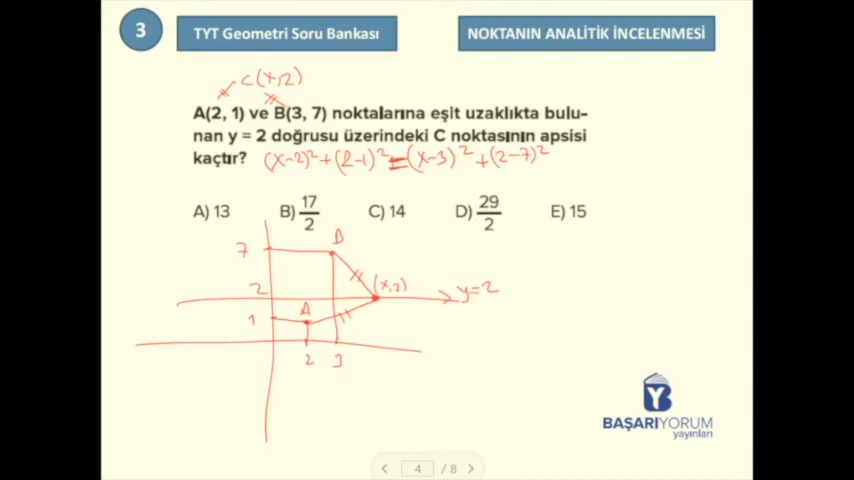 3
TYT Geometri Soru Bankası
NOKTANIN ANALİTİK İNCELENMESİ
C(x,2)
A(2, 1) ve B(3, 7) noktalarına eşit uzaklıkta bulu-
nan y = 2 doğrusu üzerindeki C noktasının apsisi
kaçtır?
(x-2)² + (2-1)² = (x-3)² + (2-7)²
A) 13
B) 17/2
C) 14
D) 29/2
E) 15
7
B
2
(x,2)
y=2
1
A
2
3
BAŞARIYORUM
yayınları
4 / 8